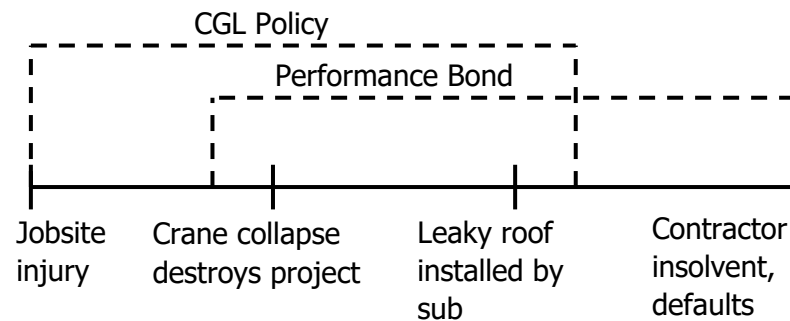 CGL Policy
Performance Bond
Jobsite
injury
Crane collapse
destroys project
Leaky roof
installed by
sub
Contractor
insolvent,
defaults